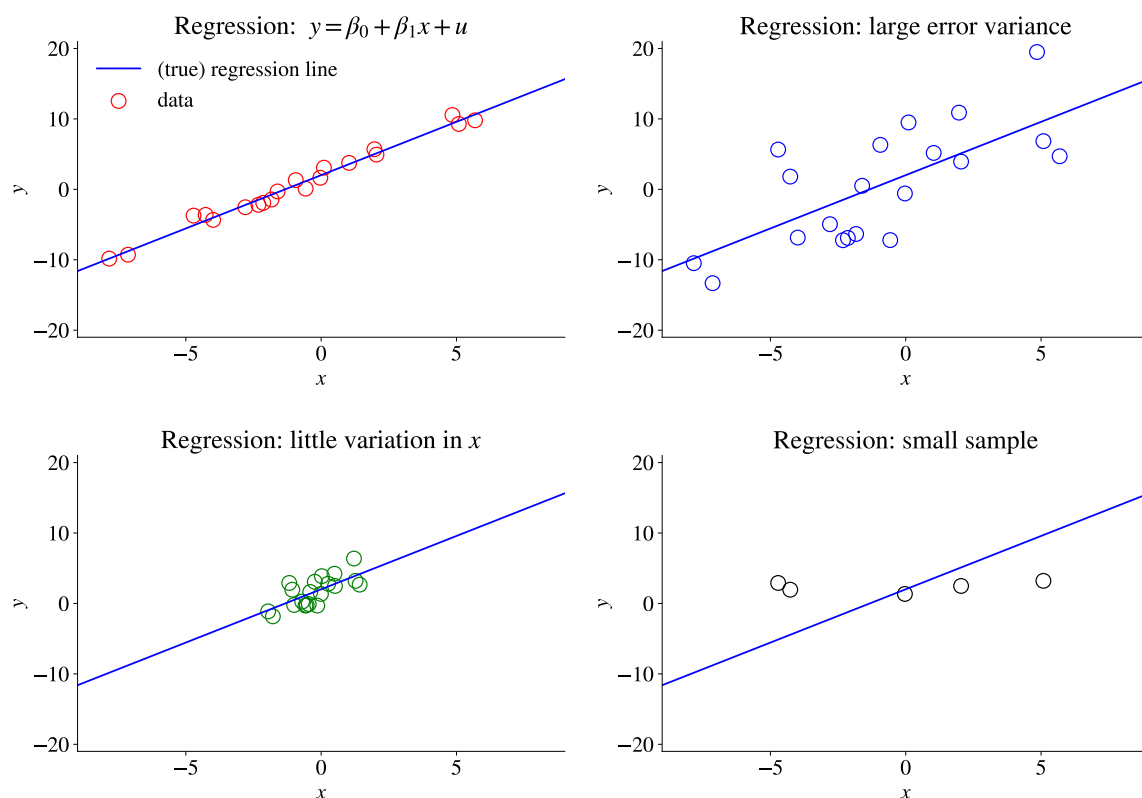 Regression: y = β₀ + β₁x + u
(true) regression line
data
20
10
0
−10
−20
y
−5
0
5
x
Regression: large error variance
20
10
0
−10
−20
y
−5
0
5
x
Regression: little variation in x
20
10
0
−10
−20
y
−5
0
5
x
Regression: small sample
20
10
0
−10
−20
y
−5
0
5
x